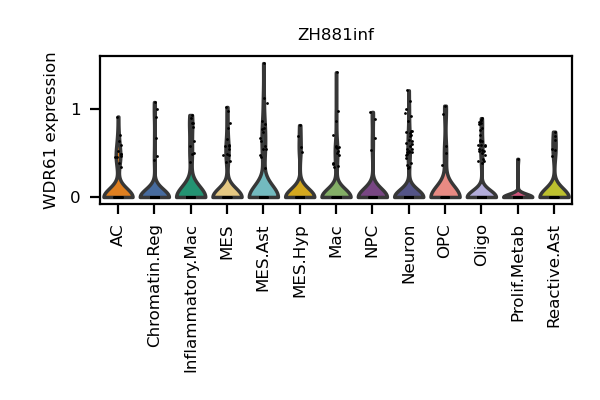 ZH881inf
WDR61 expression
1
0
AC
Chromatin.Reg
Inflammatory.Mac
MES
MES.Ast
MES.Hyp
Mac
NPC
Neuron
OPC
Oligo
Prolif.Metab
Reactive.Ast